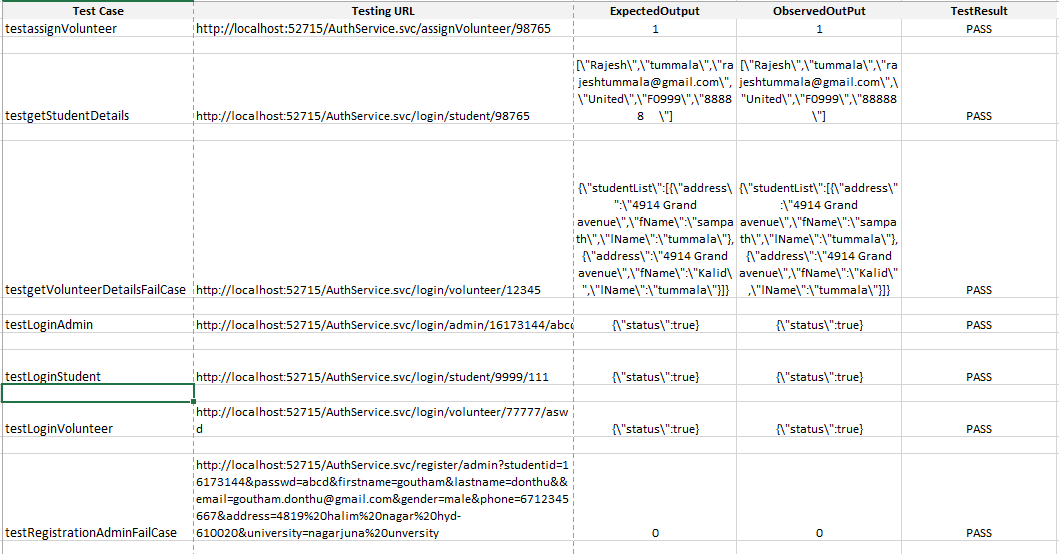 Test Case Testing URL ExpectedOutput ObservedOutPut TestResult
testassignVolunteer http://localhost:52715/AuthService.svc/assignVolunteer/98765 1 1 PASS
[\"Rajesh\",\"tummala\",\"ra [\"Rajesh\",\"tummala\",\"ra
jeshtummala@gmail.com\", jeshtummala@gmail.com\",\
\"United\",\"F0999\",\"8888 "United\",\"F0999\",\"88888
testgetStudentDetails http://localhost:52715/AuthService.svc/login/student/98765 8 \"] \"] PASS
{\"studentList\":[{\"address\ {\"studentList\":[{\"address\"
":\"4914 Grand :\"4914 Grand
avenue\",\"fName\":\"sampa avenue\",\"fName\":\"sampa
th\",\"lName\":\"tummala\"}, th\",\"lName\":\"tummala\"},
{\"address\":\"4914 Grand {\"address\":\"4914 Grand
avenue\",\"fName\":\"Kalid\ avenue\",\"fName\":\"Kalid\"
testgetVolunteerDetailsFailCase http://localhost:52715/AuthService.svc/login/volunteer/12345 ",\"lName\":\"tummala\"}]} ,\"lName\":\"tummala\"}]} PASS
testLoginAdmin http://localhost:52715/AuthService.svc/login/admin/16173144/abcd {\"status\":true} {\"status\":true} PASS
testLoginStudent http://localhost:52715/AuthService.svc/login/student/9999/111 {\"status\":true} {\"status\":true} PASS
http://localhost:52715/AuthService.svc/login/volunteer/77777/asw
testLoginVolunteer d {\"status\":true} {\"status\":true} PASS
http://localhost:52715/AuthService.svc/register/admin?studentid=1
6173144&passwd=abcd&firstname=goutham&lastname=donthu&&
email=goutham.donthu@gmail.com&gender=male&phone=6712345
667&address=4819%20halim%20nagar%20hyd-
testRegistrationAdminFailCase 610020&university=nagarjuna%20unversity 0 0 PASS